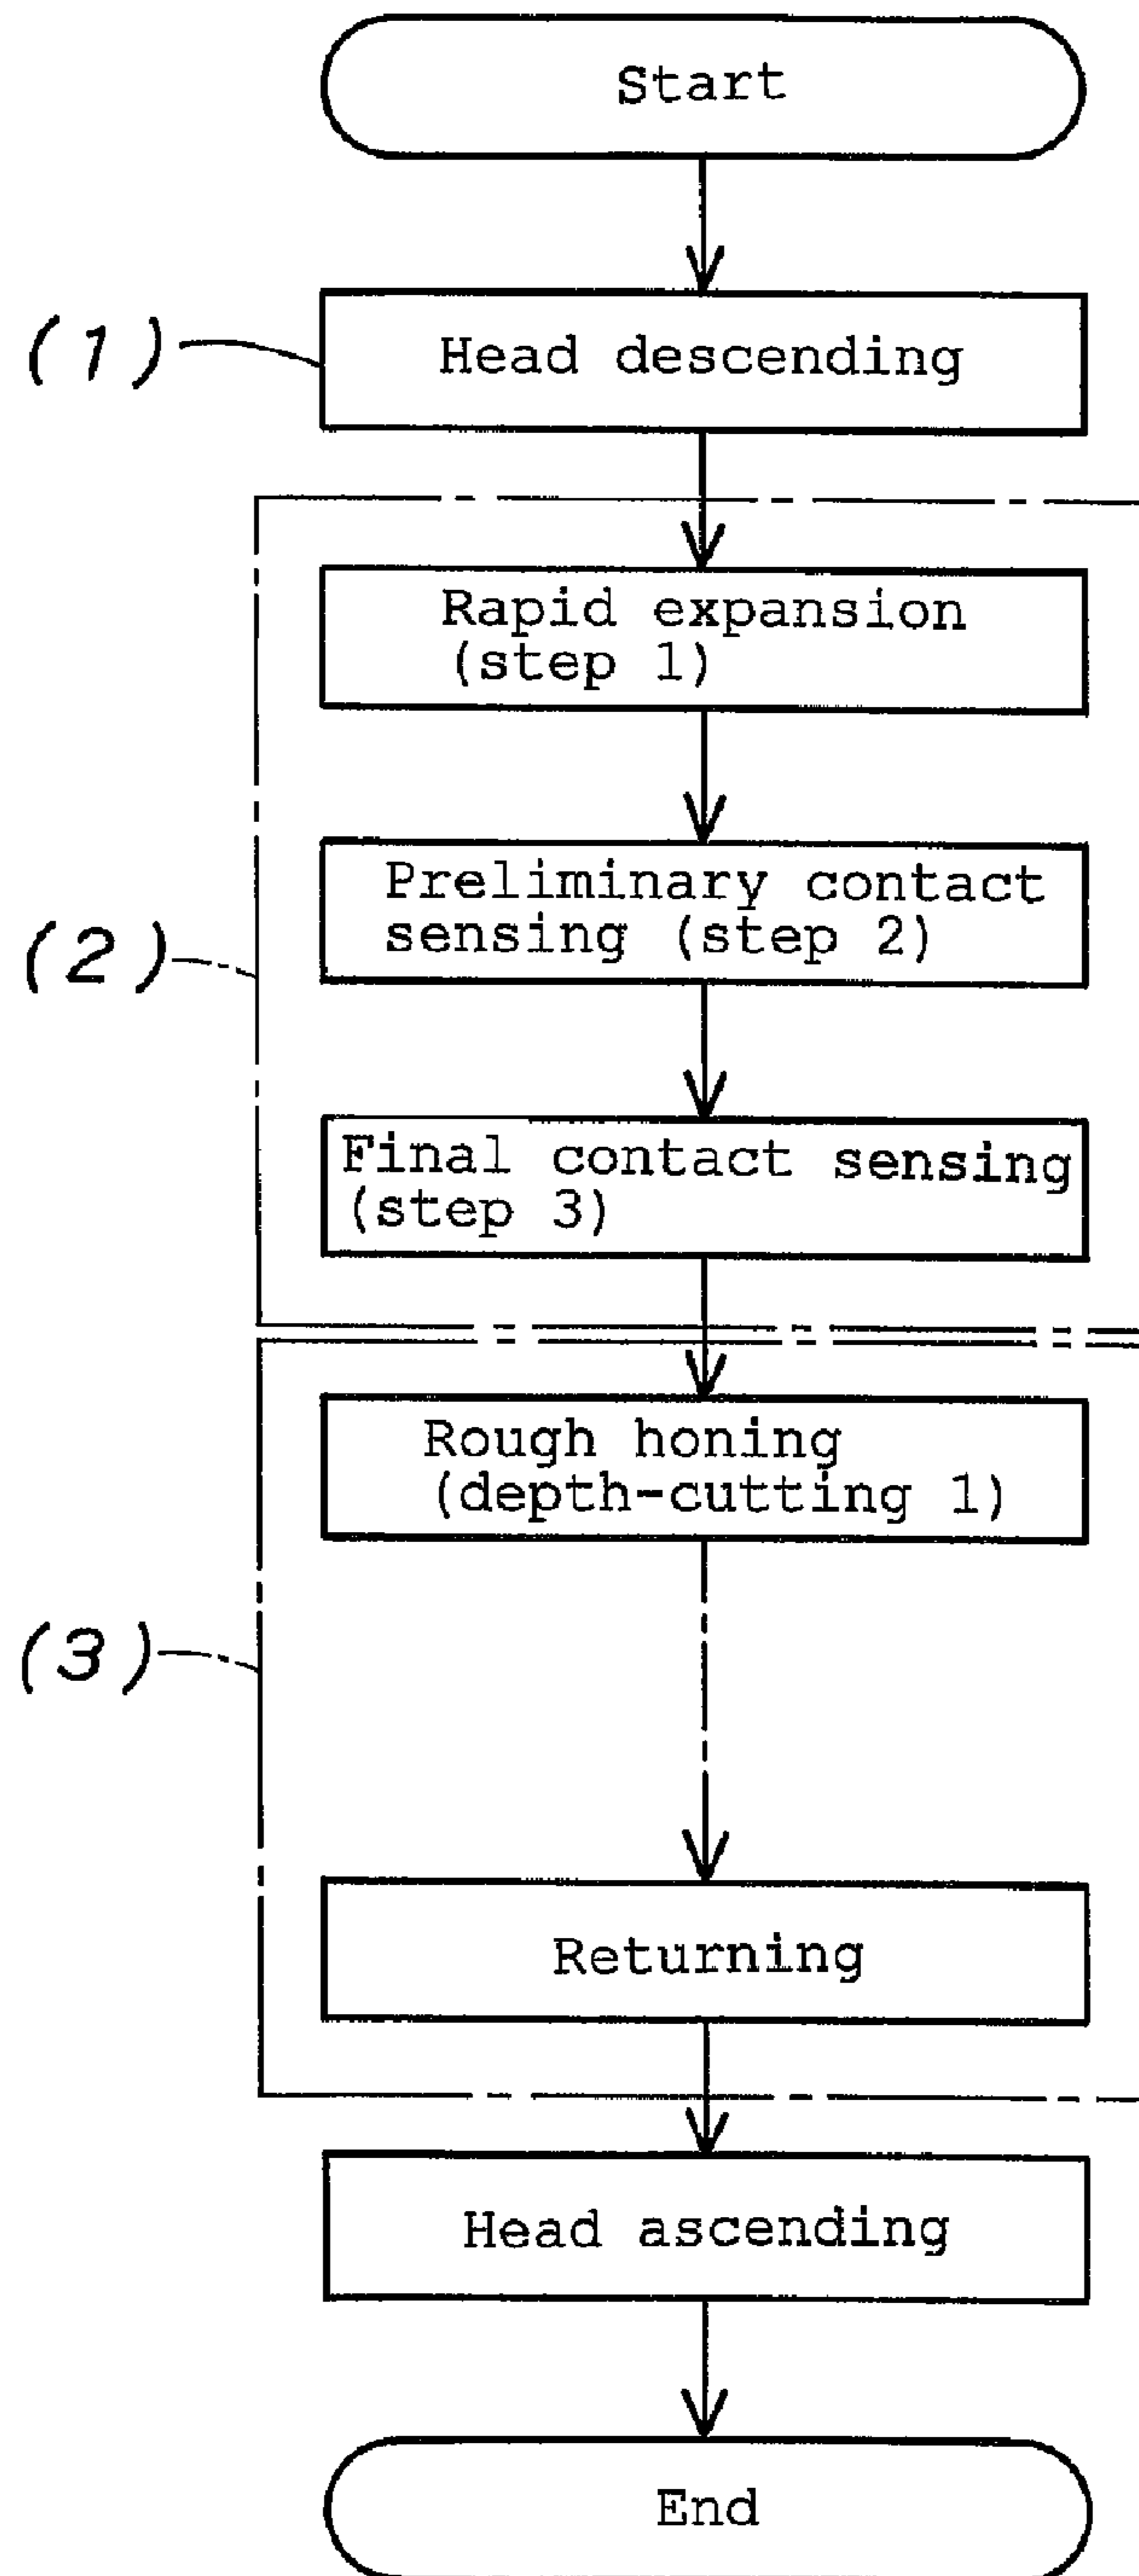 Start
(1)
Head descending
Rapid expansion
(step 1)
Preliminary contact
sensing (step 2)
(2)
Final contact sensing
(step 3)
Rough honing
(depth-cutting 1)
(3)
Returning
Head ascending
End